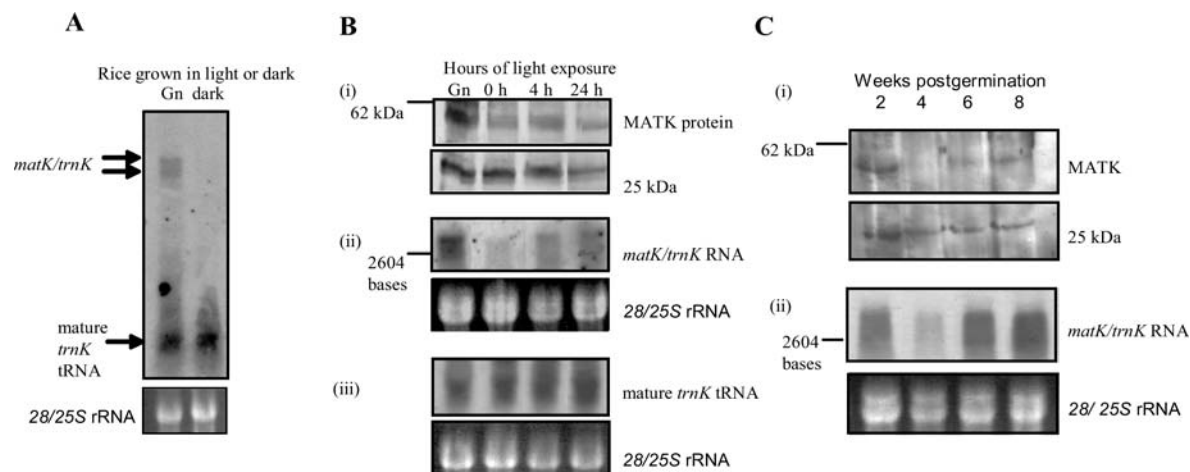 A
Rice grown in light or dark
Gn dark
matK/trnK
mature
trnK
tRNA
28/25S rRNA
B
Hours of light exposure
(i)
Gn 0 h 4 h 24 h
62 kDa
MATK protein
25 kDa
(ii)
2604
bases
matK/trnK RNA
28/25S rRNA
(iii)
mature trnK tRNA
28/25S rRNA
C
Weeks postgermination
(i)
2 4 6 8
62 kDa
MATK
25 kDa
(ii)
2604
bases
matK/trnK RNA
28/ 25S rRNA